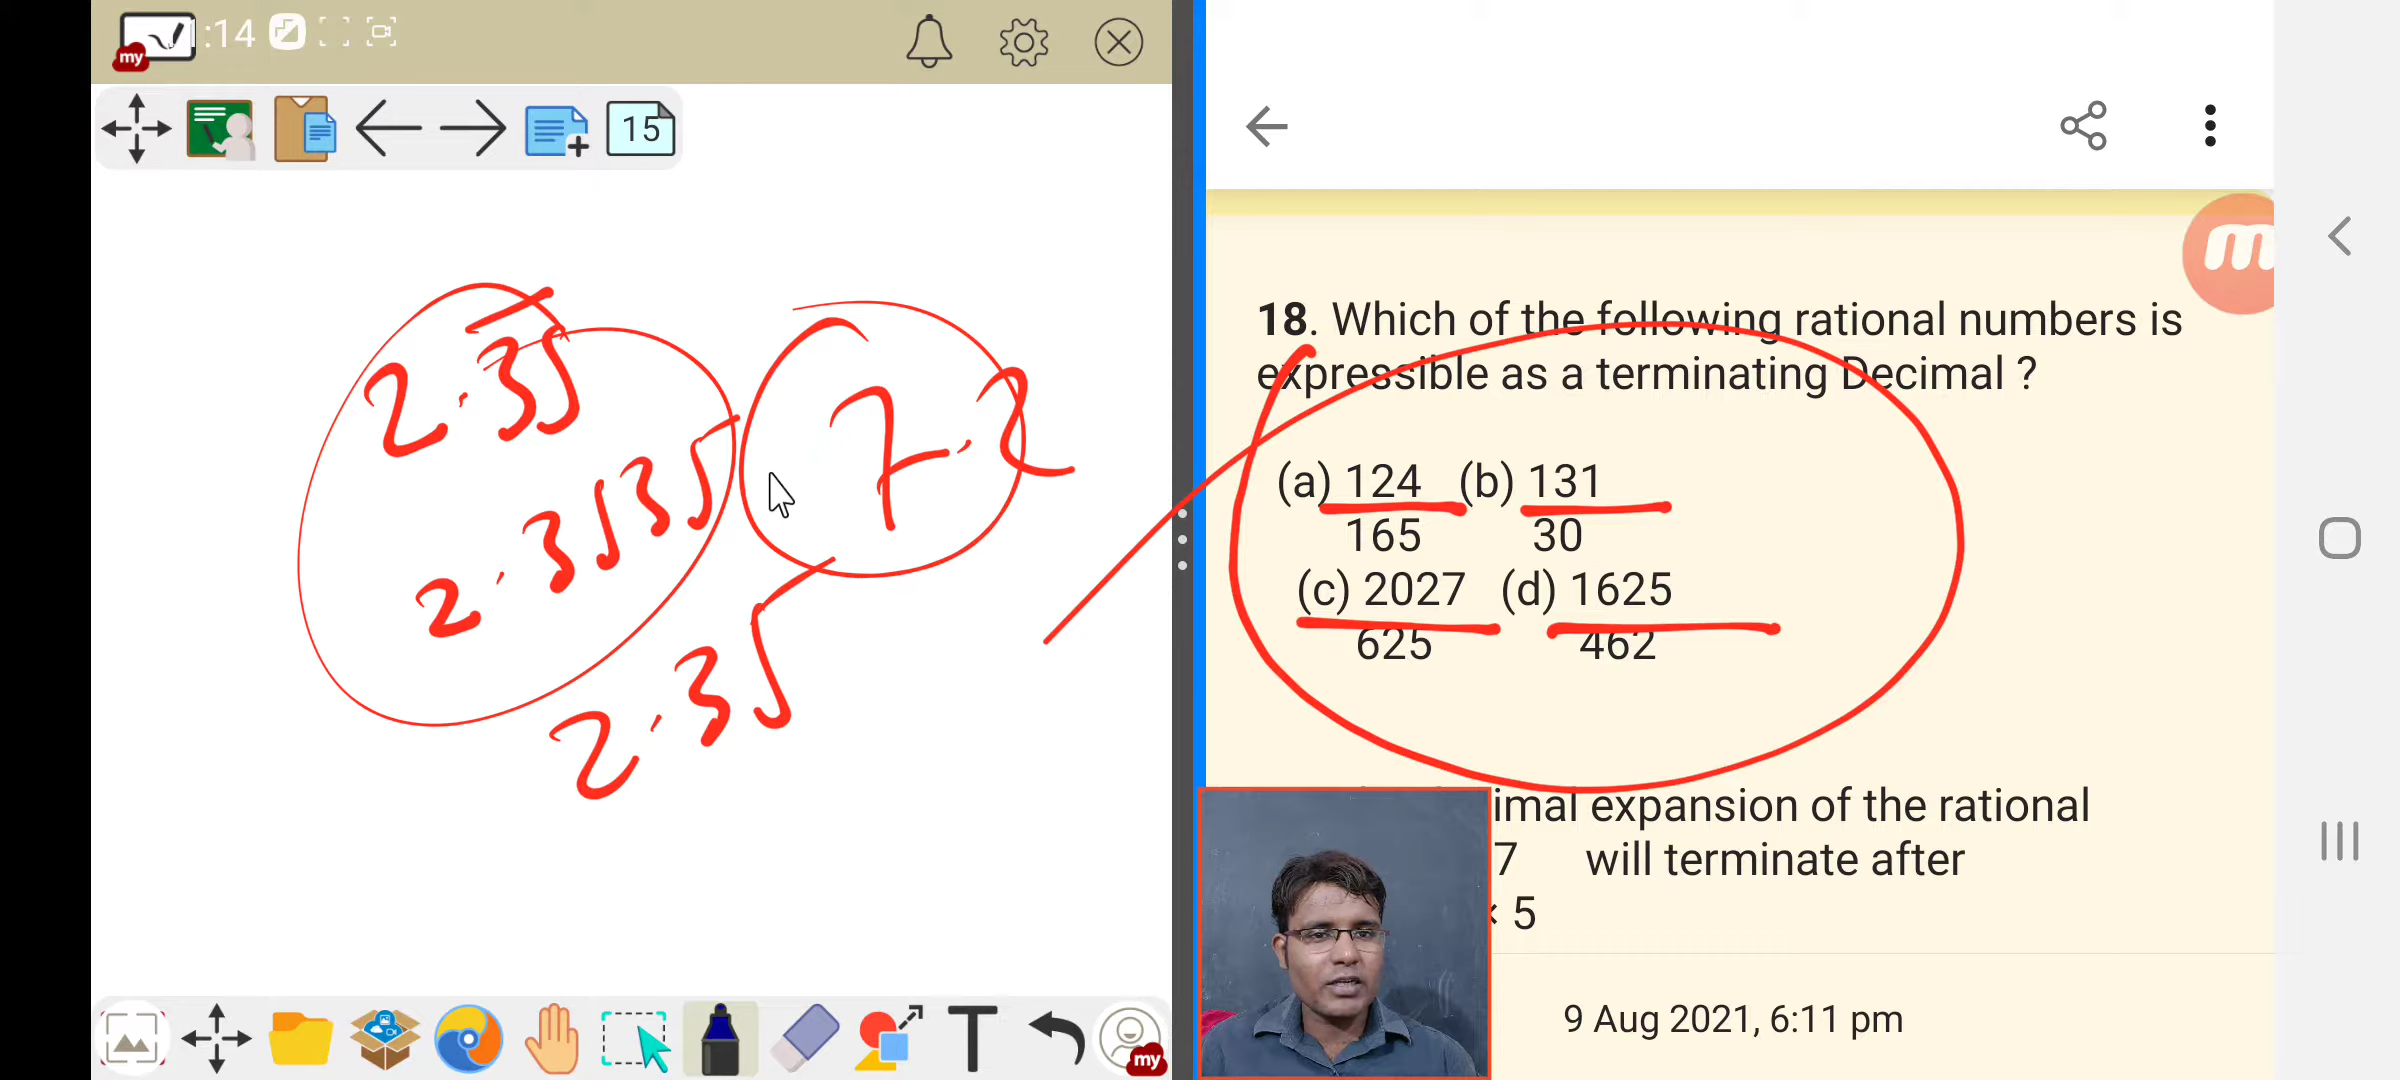 :14
my
15
2.35
2.3535
7.2
2.35
18. Which of the following rational numbers is
expressible as a terminating Decimal ?
(a) 124 (b) 131
165 30
(c) 2027 (d) 1625
625 462
imal expansion of the rational
7 will terminate after
× 5
9 Aug 2021, 6:11 pm
T
my